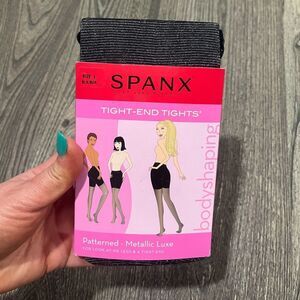 SPANX
TIGHT-END TIGHTS®
bodyshaping
Patterned · Metallic Luxe